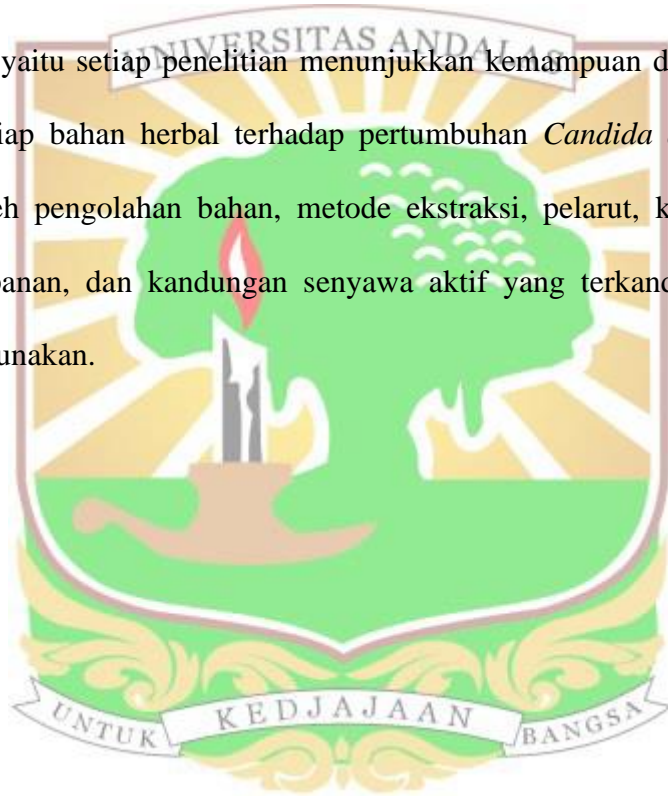 UNIVERSITAS ANDALAS
yaitu setiap penelitian menunjukkan kemampuan d
iap bahan herbal terhadap pertumbuhan Candida
eh pengolahan bahan, metode ekstraksi, pelarut, k
panan, dan kandungan senyawa aktif yang terkand
unakan.
UNTUK KEDJAJAAN BANGSA